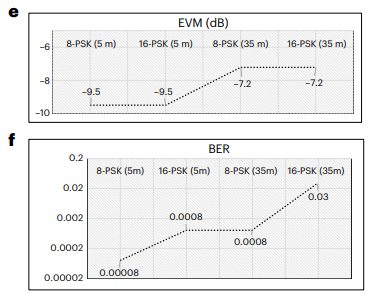 e
EVM (dB)
−6
8-PSK (5 m) 16-PSK (5 m) 8-PSK (35 m) 16-PSK (35 m)
−7.2 −7.2
−8
−9.5 −9.5
−10
f
BER
0.2
8-PSK (5m) 16-PSK (5m) 8-PSK (35m) 16-PSK (35m)
0.02
0.03
0.002
0.0008
0.0008
0.0002
0.00008
0.00002